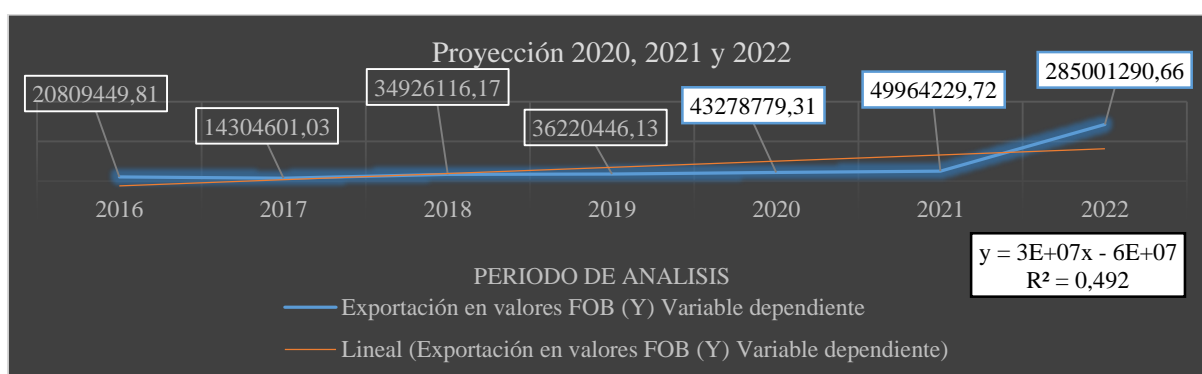 Proyección 2020, 2021 y 2022
20809449,81
14304601,03
34926116,17
36220446,13
43278779,31
49964229,72
285001290,66
2016 2017 2018 2019 2020 2021 2022
y = 3E+07x - 6E+07
R² = 0,492
PERIODO DE ANALISIS
Exportación en valores FOB (Y) Variable dependiente
Lineal (Exportación en valores FOB (Y) Variable dependiente)